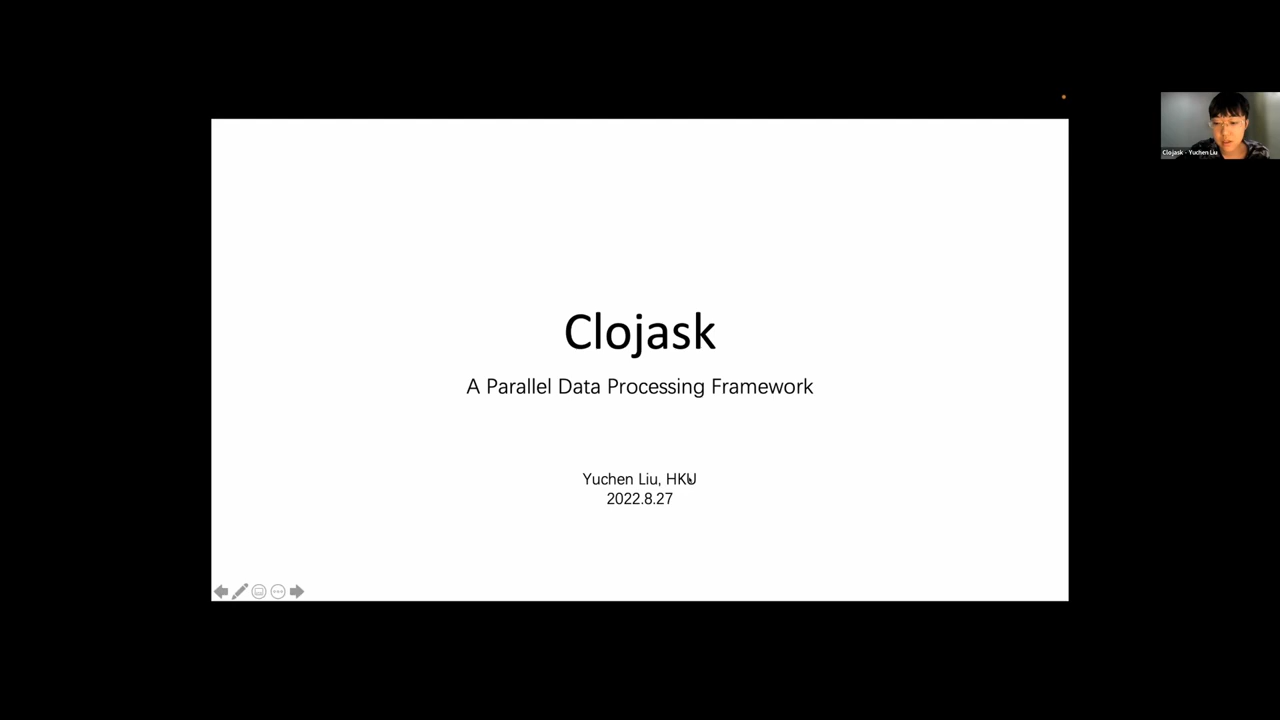 Clojask
A Parallel Data Processing Framework
Yuchen Liu, HKU
2022.8.27
Clojask - Yuchen Liu